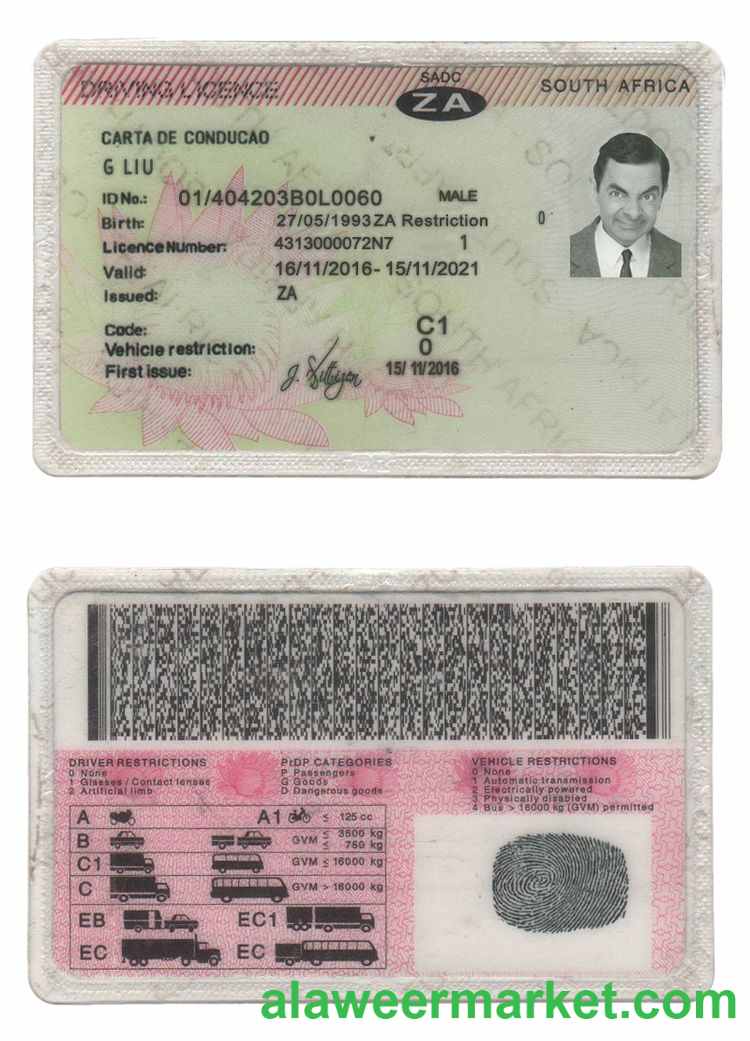 DRIVING LICENCE
SADC
ZA
SOUTH AFRICA
CARTA DE CONDUCAO
G LIU
ID No.: 01/404203B0L0060 MALE
Birth: 27/05/1993 ZA Restriction 0
Licence Number: 4313000072N7 1
Valid: 16/11/2016- 15/11/2021
Issued: ZA
Code: C1
Vehicle restriction: 0
First issue: 15/11/2016
DRIVER RESTRICTIONS
0 None
1 Glasses / Contact lenses
2 Artificial limb
PrDP CATEGORIES
P Passengers
G Goods
D Dangerous goods
VEHICLE RESTRICTIONS
0 None
1 Automatic transmission
2 Electrically powered
3 Physically disabled
4 Bus > 16000 kg (GVM) permitted
A A1 ≤ 125 cc
B GVM ≤ 3500 kg
≤ 750 kg
C1 GVM ≤ 16000 kg
C GVM > 16000 kg
EB EC1
EC EC
alaweermarket.com